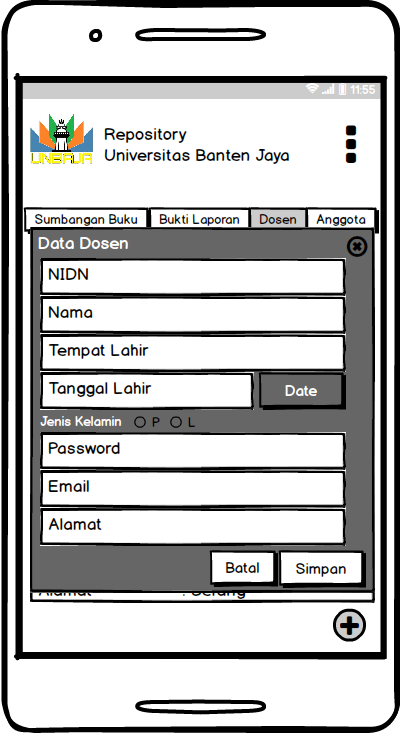 11:55
UNBAJA
Repository
Universitas Banten Jaya
Sumbangan Buku Bukti Laporan Dosen Anggota
Data Dosen
NIDN
Nama
Tempat Lahir
Tanggal Lahir Date
Jenis Kelamin P L
Password
Email
Alamat
Batal Simpan
Alamat : Serang